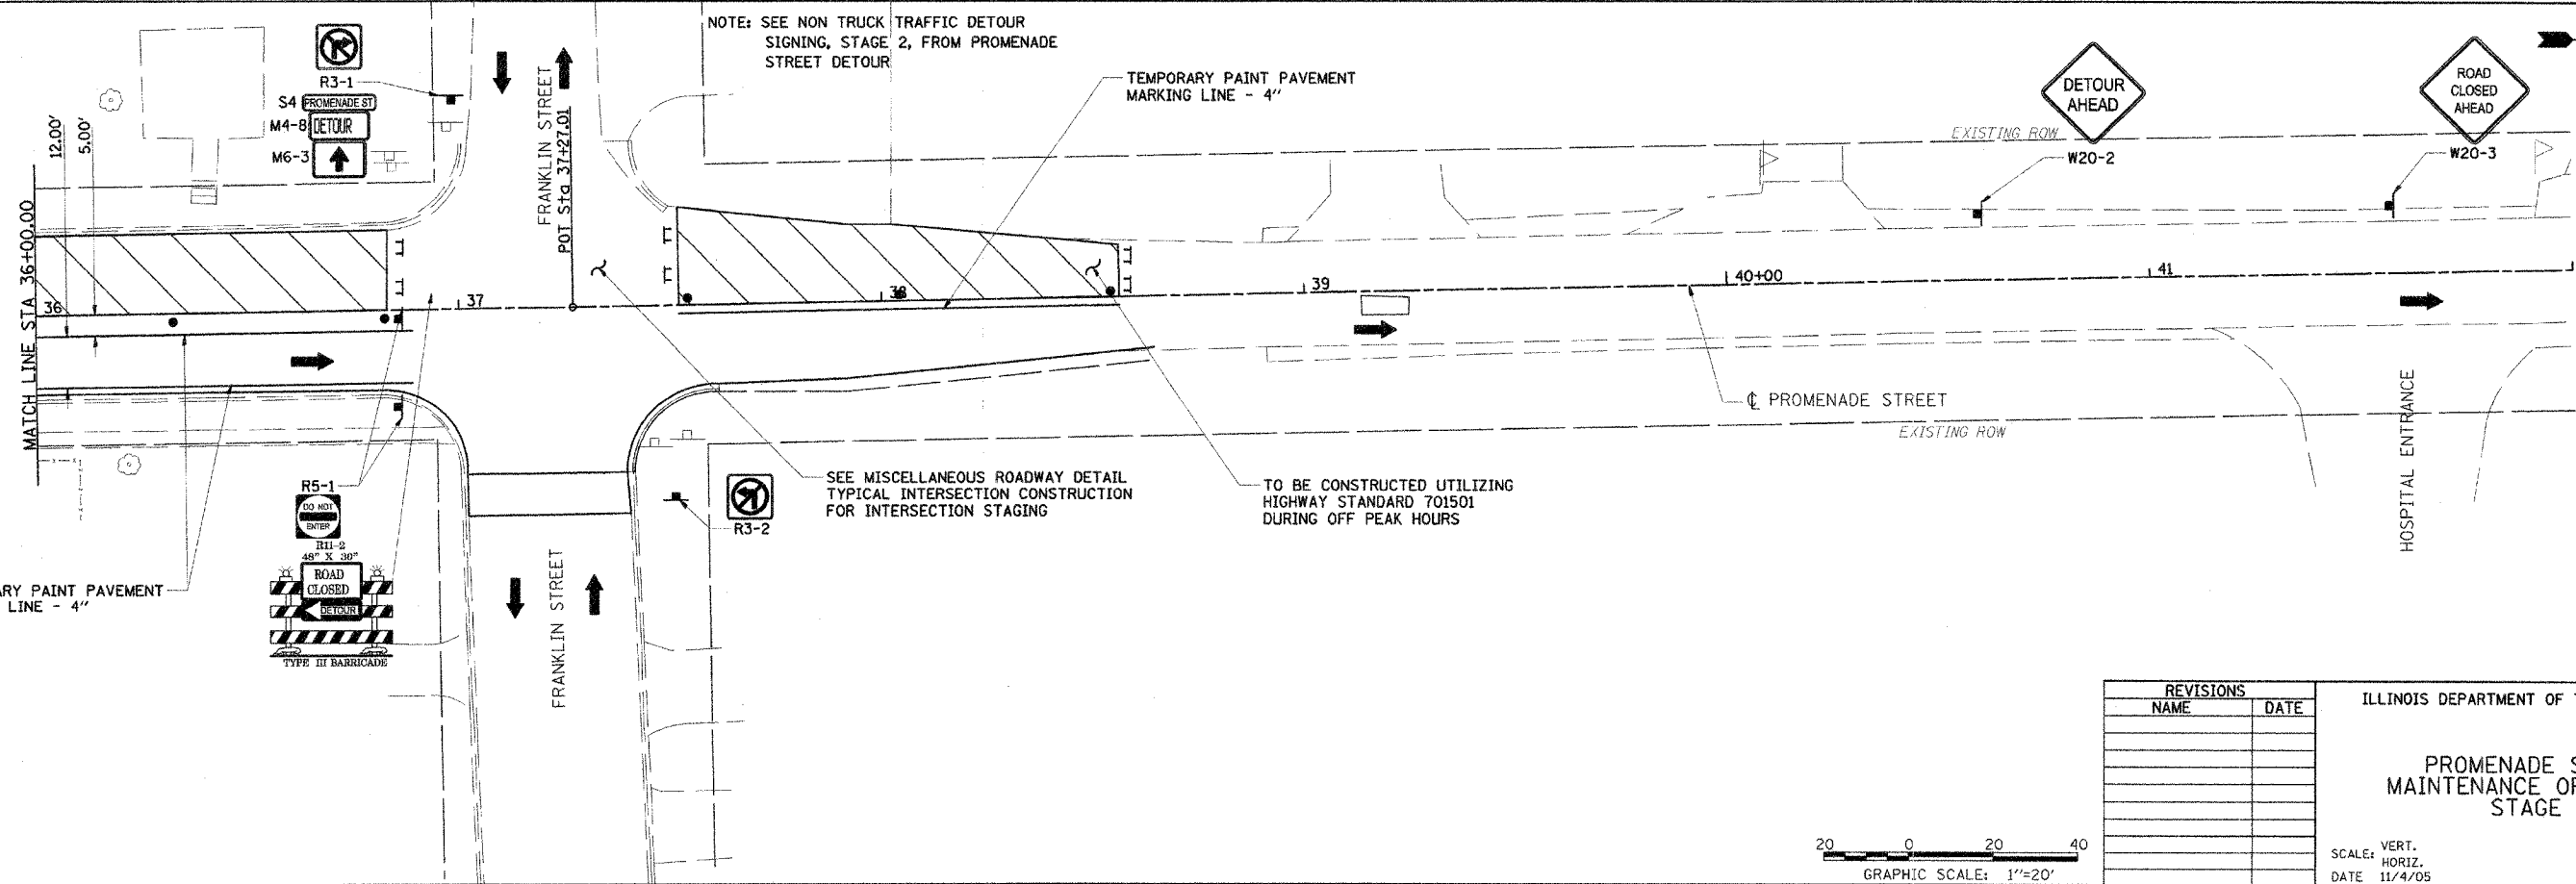 NOTE: SEE NON TRUCK TRAFFIC DETOUR
SIGNING, STAGE 2, FROM PROMENADE
STREET DETOUR
R3-1
S4 PROMENADE ST
M4-8 DETOUR
M6-3
12.00'
5.00'
FRANKLIN STREET
POT Sta 37+27.01
TEMPORARY PAINT PAVEMENT
MARKING LINE - 4"
DETOUR
AHEAD
W20-2
ROAD
CLOSED
AHEAD
W20-3
EXISTING ROW
MATCH LINE STA 36+00.00
36
37
38
39
40+00
41
℄ PROMENADE STREET
EXISTING ROW
HOSPITAL ENTRANCE
SEE MISCELLANEOUS ROADWAY DETAIL
TYPICAL INTERSECTION CONSTRUCTION
FOR INTERSECTION STAGING
TO BE CONSTRUCTED UTILIZING
HIGHWAY STANDARD 701501
DURING OFF PEAK HOURS
R3-2
R5-1
DO NOT
ENTER
R11-2
48" X 30"
ROAD
CLOSED
DETOUR
TYPE III BARRICADE
ARY PAINT PAVEMENT
LINE - 4"
FRANKLIN STREET
20 0 20 40
GRAPHIC SCALE: 1"=20'
REVISIONS
NAME DATE
ILLINOIS DEPARTMENT OF
PROMENADE S
MAINTENANCE OF
STAGE
SCALE: VERT.
HORIZ.
DATE 11/4/05